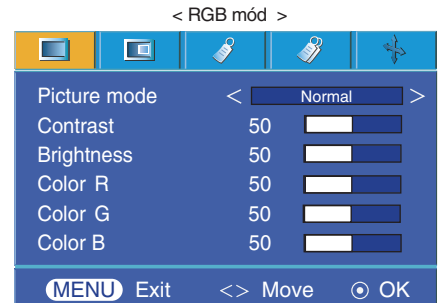 < RGB mód >
Picture mode < Normal >
Contrast 50
Brightness 50
Color R 50
Color G 50
Color B 50
MENU Exit <> Move ⊙ OK